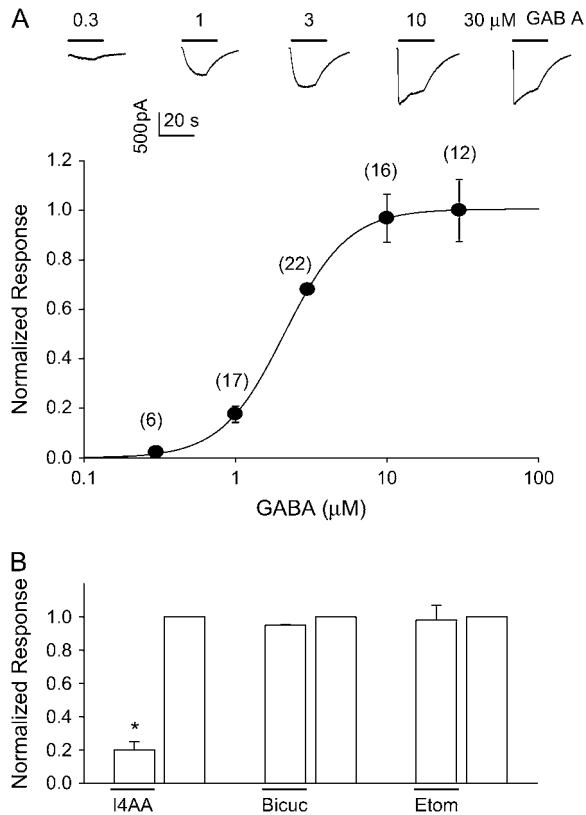 A
0.3 1 3 10 30 μM GAB A
500pA
20 s
Normalized Response
1.2
1.0
0.8
0.6
0.4
0.2
0.0
(6)
(17)
(22)
(16)
(12)
0.1 1 10 100
GABA (μM)
B
Normalized Response
1.0
0.8
0.6
0.4
0.2
0.0
*
I4AA Bicuc Etom